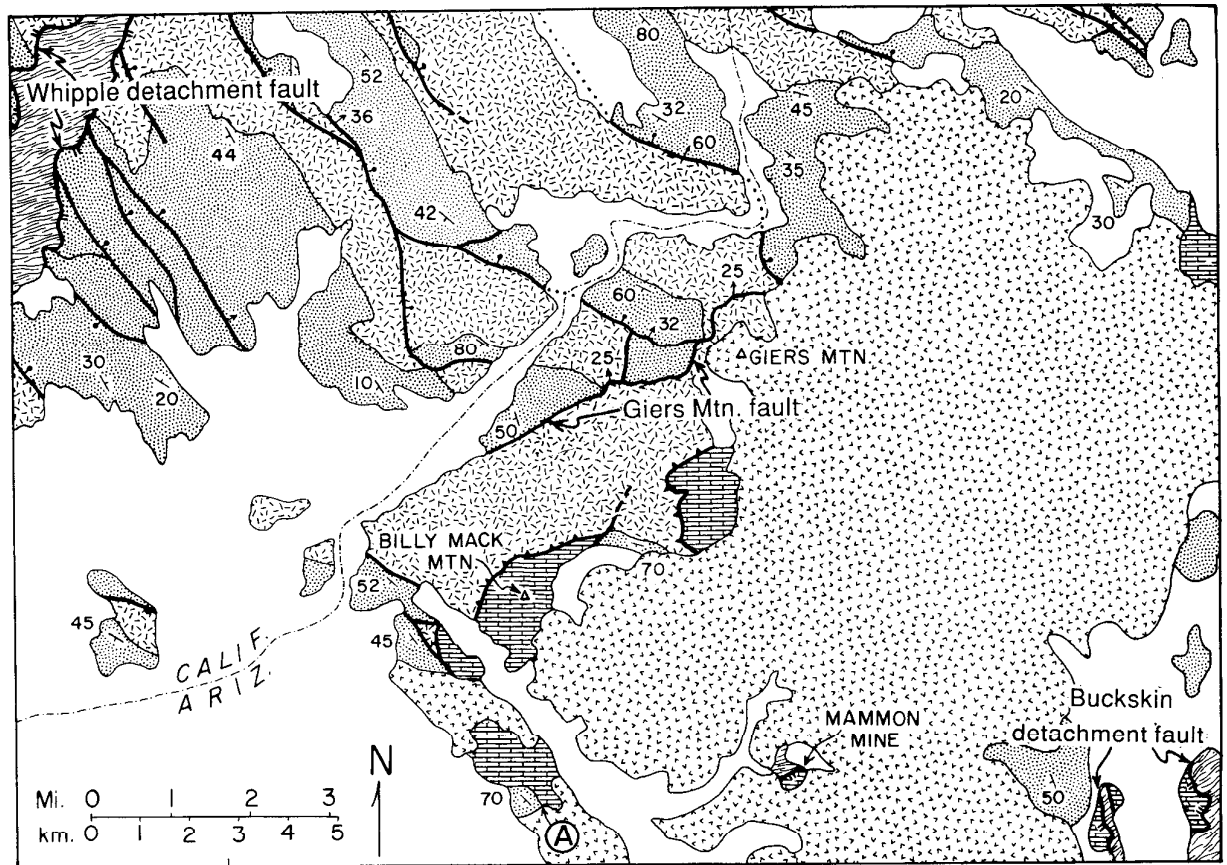 80
52
Whipple detachment fault
36
32
45
20
44
60
35
42
30
25
60
32
30
80
25
GIERS MTN.
20
10
Giers Mtn. fault
50
BILLY MACK
MTN.
70
52
45
45
CALIF
ARIZ
Buckskin
detachment fault
MAMMON
MINE
N
Mi. 0 1 2 3
km. 0 1 2 3 4 5
70
50
A